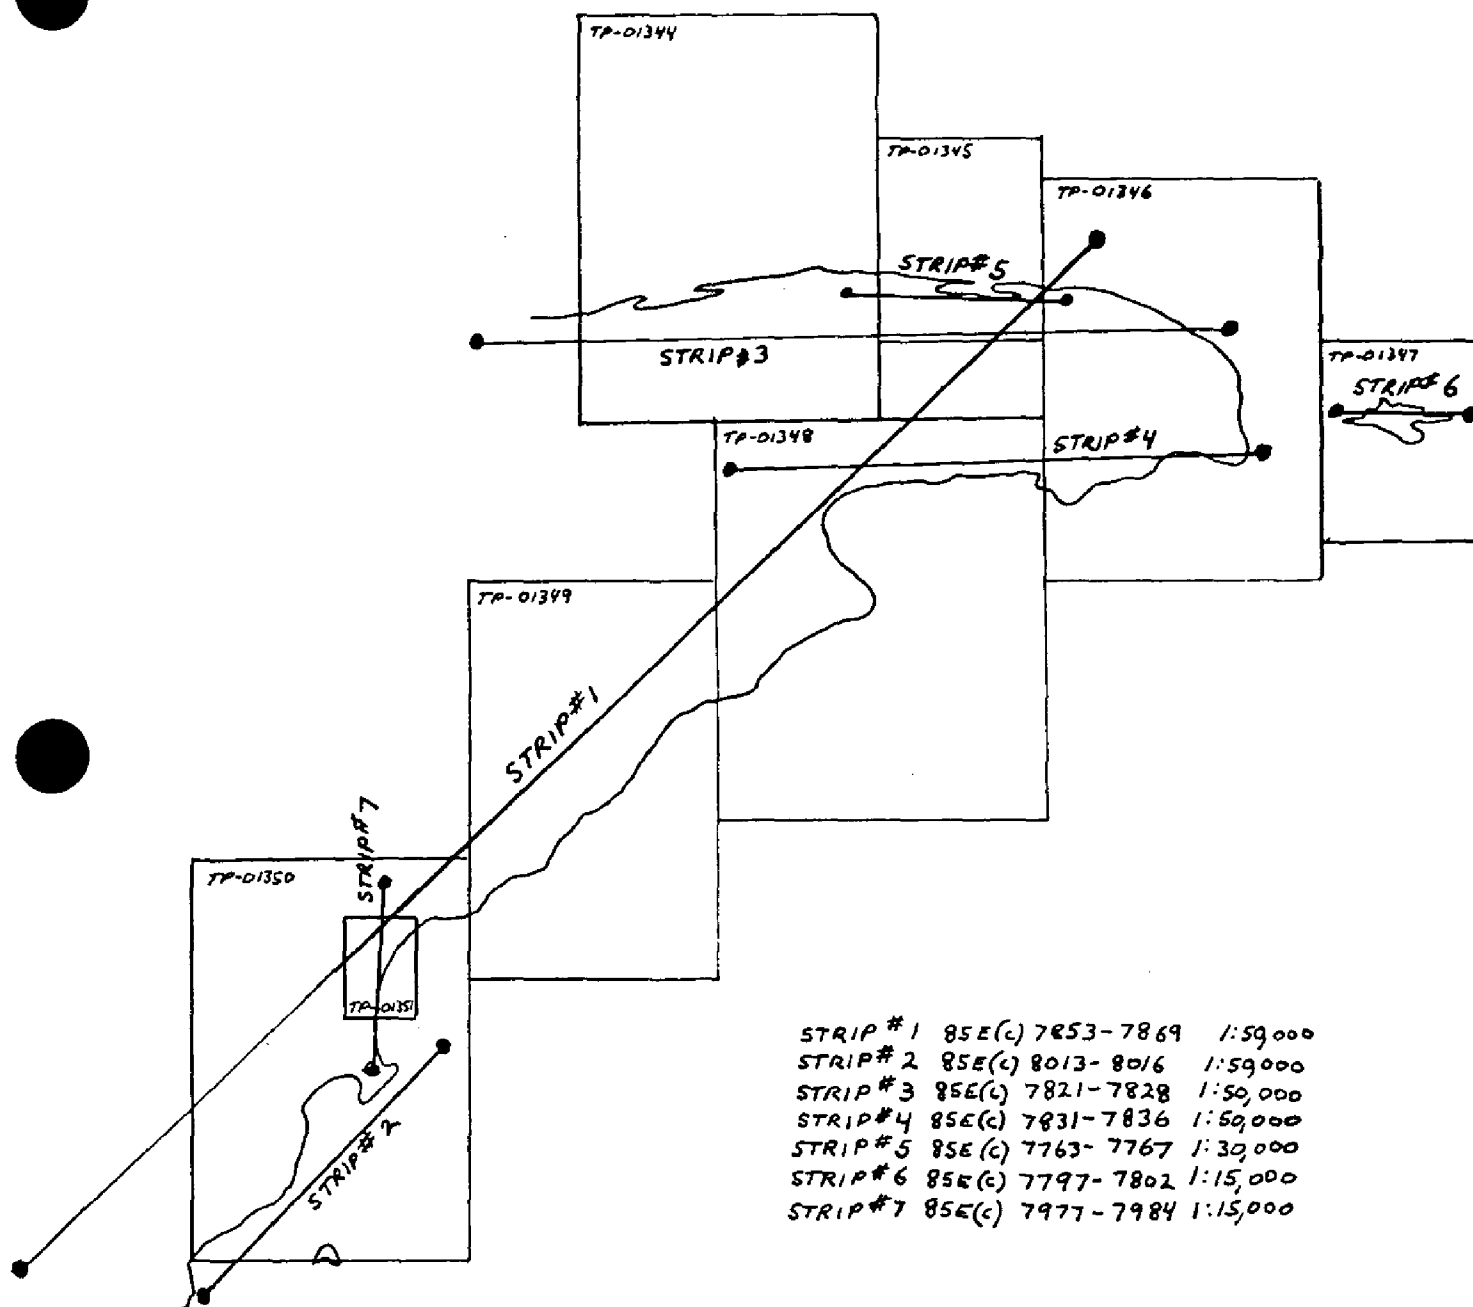 TP-01344
TP-01345
TP-01346
STRIP#5
STRIP#3
TP-01347
STRIP#6
TP-01348
STRIP#4
TP-01349
STRIP#1
STRIP#7
TP-01350
TP-01351
STRIP#2
STRIP #1 85E(C) 7853-7869 1:50,000
STRIP #2 85E(C) 8013-8016 1:50,000
STRIP #3 85E(C) 7821-7828 1:50,000
STRIP #4 85E(C) 7831-7836 1:50,000
STRIP #5 85E(C) 7763-7767 1:30,000
STRIP #6 85E(C) 7797-7802 1:15,000
STRIP #7 85E(C) 7977-7984 1:15,000